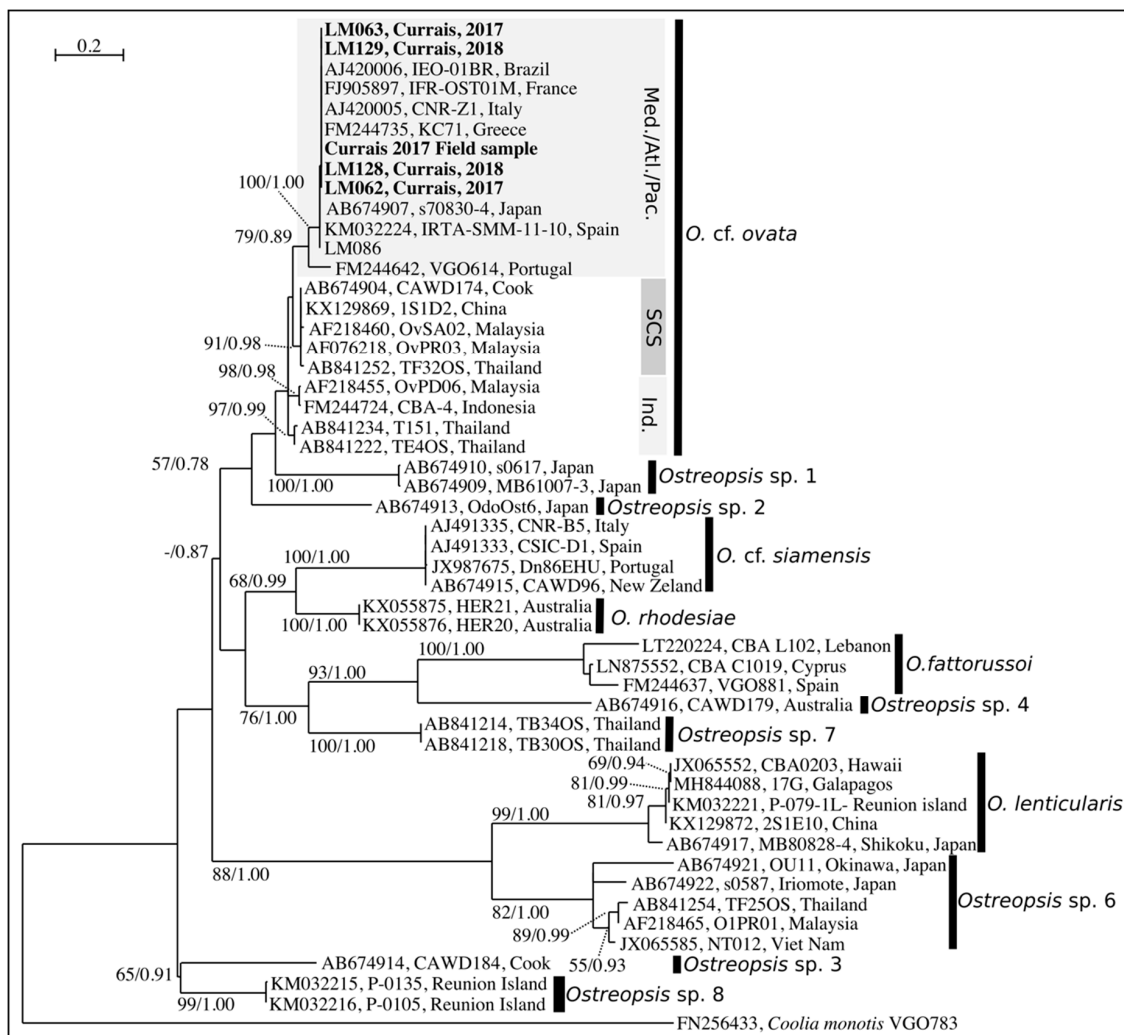 0.2
LM063, Currais, 2017
LM129, Currais, 2018
AJ420006, IEO-01BR, Brazil
FJ905897, IFR-OST01M, France
AJ420005, CNR-Z1, Italy
FM244735, KC71, Greece
Currais 2017 Field sample
LM128, Currais, 2018
100/1.00
LM062, Currais, 2017
AB674907, s70830-4, Japan
KM032224, IRTA-SMM-11-10, Spain
79/0.89
LM086
FM244642, VGO614, Portugal
Med./Atl./Pac.
O. cf. ovata
AB674904, CAWD174, Cook
KX129869, 1S1D2, China
AF218460, OvSA02, Malaysia
91/0.98
AF076218, OvPR03, Malaysia
AB841252, TF32OS, Thailand
SCS
98/0.98
AF218455, OvPD06, Malaysia
FM244724, CBA-4, Indonesia
97/0.99
AB841234, T151, Thailand
AB841222, TE4OS, Thailand
Ind.
57/0.78
AB674910, s0617, Japan
100/1.00
AB674909, MB61007-3, Japan
Ostreopsis sp. 1
AB674913, OdoOst6, Japan
Ostreopsis sp. 2
AJ491335, CNR-B5, Italy
AJ491333, CSIC-D1, Spain
-/0.87
100/1.00
JX987675, Dn86EHU, Portugal
AB674915, CAWD96, New Zeland
O. cf. siamensis
68/0.99
KX055875, HER21, Australia
100/1.00
KX055876, HER20, Australia
O. rhodesiae
LT220224, CBA L102, Lebanon
100/1.00
LN875552, CBA C1019, Cyprus
93/1.00
FM244637, VGO881, Spain
O.fattorussoi
AB674916, CAWD179, Australia
Ostreopsis sp. 4
76/1.00
AB841214, TB34OS, Thailand
100/1.00
AB841218, TB30OS, Thailand
Ostreopsis sp. 7
69/0.94
JX065552, CBA0203, Hawaii
81/0.99
MH844088, 17G, Galapagos
81/0.97
KM032221, P-079-1L- Reunion island
99/1.00
KX129872, 2S1E10, China
AB674917, MB80828-4, Shikoku, Japan
O. lenticularis
88/1.00
AB674921, OU11, Okinawa, Japan
AB674922, s0587, Iriomote, Japan
82/1.00
AB841254, TF25OS, Thailand
AF218465, O1PR01, Malaysia
89/0.99
JX065585, NT012, Viet Nam
55/0.93
Ostreopsis sp. 6
65/0.91
AB674914, CAWD184, Cook
Ostreopsis sp. 3
KM032215, P-0135, Reunion Island
99/1.00
KM032216, P-0105, Reunion Island
Ostreopsis sp. 8
FN256433, Coolia monotis VGO783